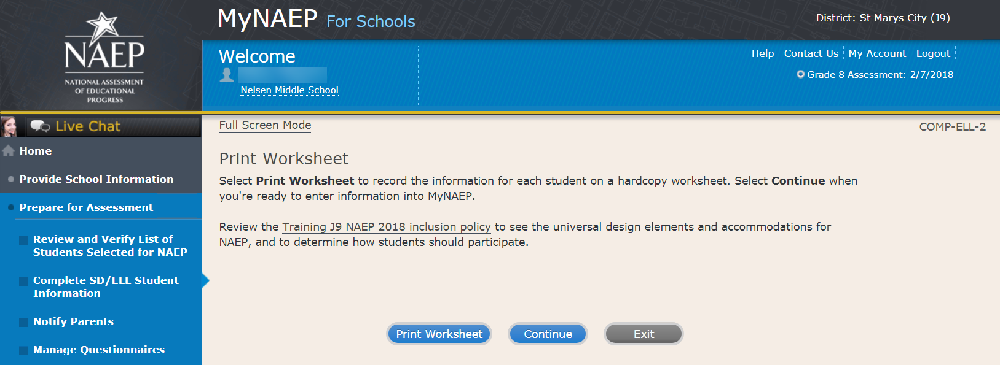 NAEP
NATIONAL ASSESSMENT
OF EDUCATIONAL
PROGRESS
MyNAEP For Schools
District: St Marys City (J9)
Welcome
Nelsen Middle School
Help Contact Us My Account Logout
Grade 8 Assessment: 2/7/2018
Live Chat
Home
Provide School Information
Prepare for Assessment
Review and Verify List of
Students Selected for NAEP
Complete SD/ELL Student
Information
Notify Parents
Manage Questionnaires
Full Screen Mode
COMP-ELL-2
Print Worksheet
Select Print Worksheet to record the information for each student on a hardcopy worksheet. Select Continue when
you're ready to enter information into MyNAEP.
Review the Training J9 NAEP 2018 inclusion policy to see the universal design elements and accommodations for
NAEP, and to determine how students should participate.
Print Worksheet Continue Exit